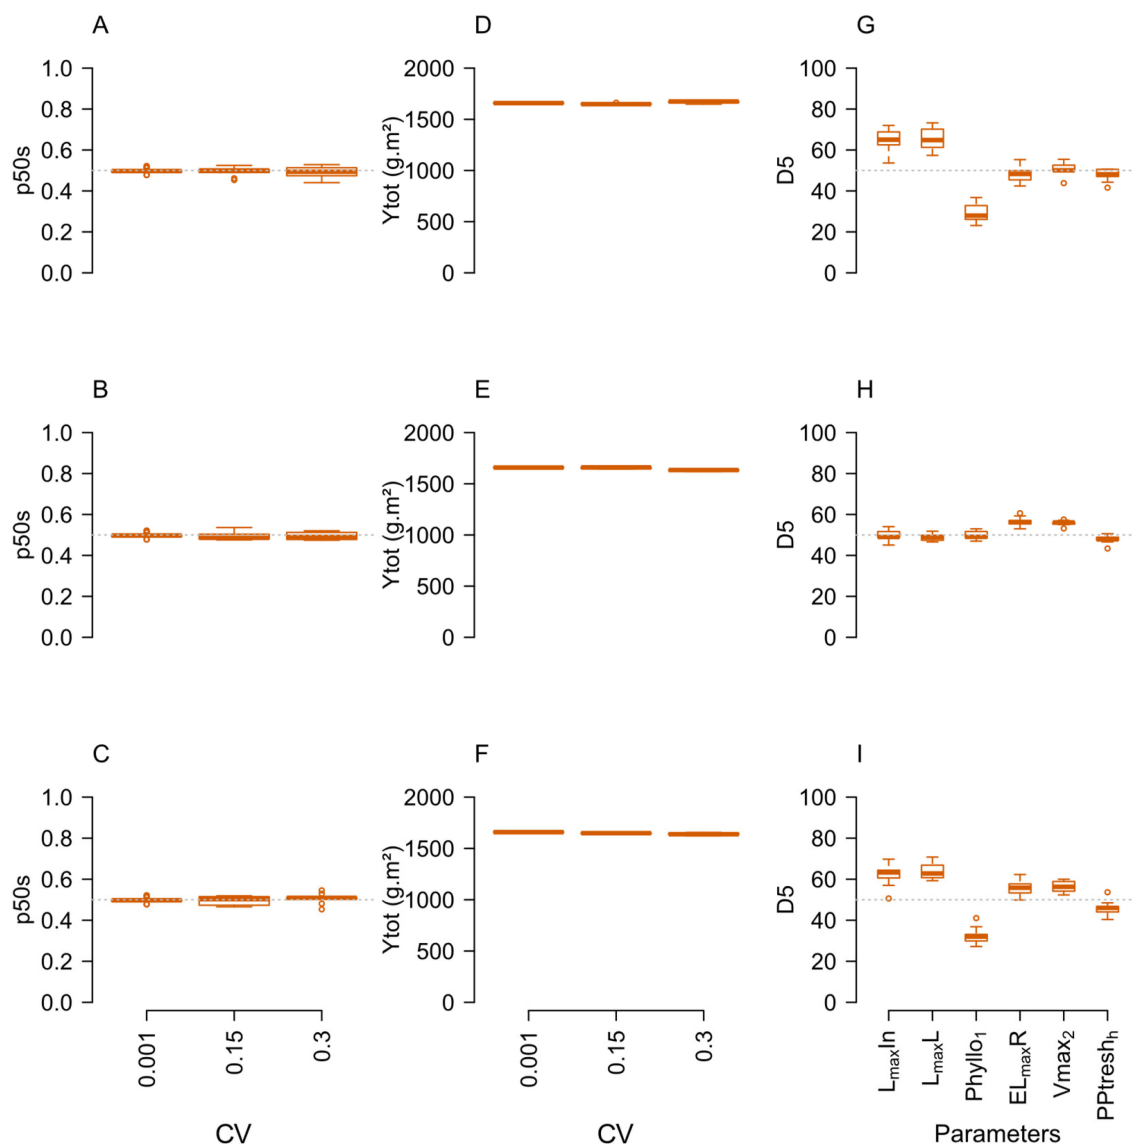 A
1.0
0.8
0.6
0.4
0.2
0.0
p50s
D
2000
1500
1000
500
0
Ytot (g.m²)
G
100
80
60
40
20
0
D5
B
1.0
0.8
0.6
0.4
0.2
0.0
p50s
E
2000
1500
1000
500
0
Ytot (g.m²)
H
100
80
60
40
20
0
D5
C
1.0
0.8
0.6
0.4
0.2
0.0
p50s
0.001
0.15
0.3
CV
F
2000
1500
1000
500
0
Ytot (g.m²)
0.001
0.15
0.3
CV
I
100
80
60
40
20
0
D5
LmaxIn
LmaxL
Phyllo1
ELmaxR
Vmax2
PPtreshh
Parameters